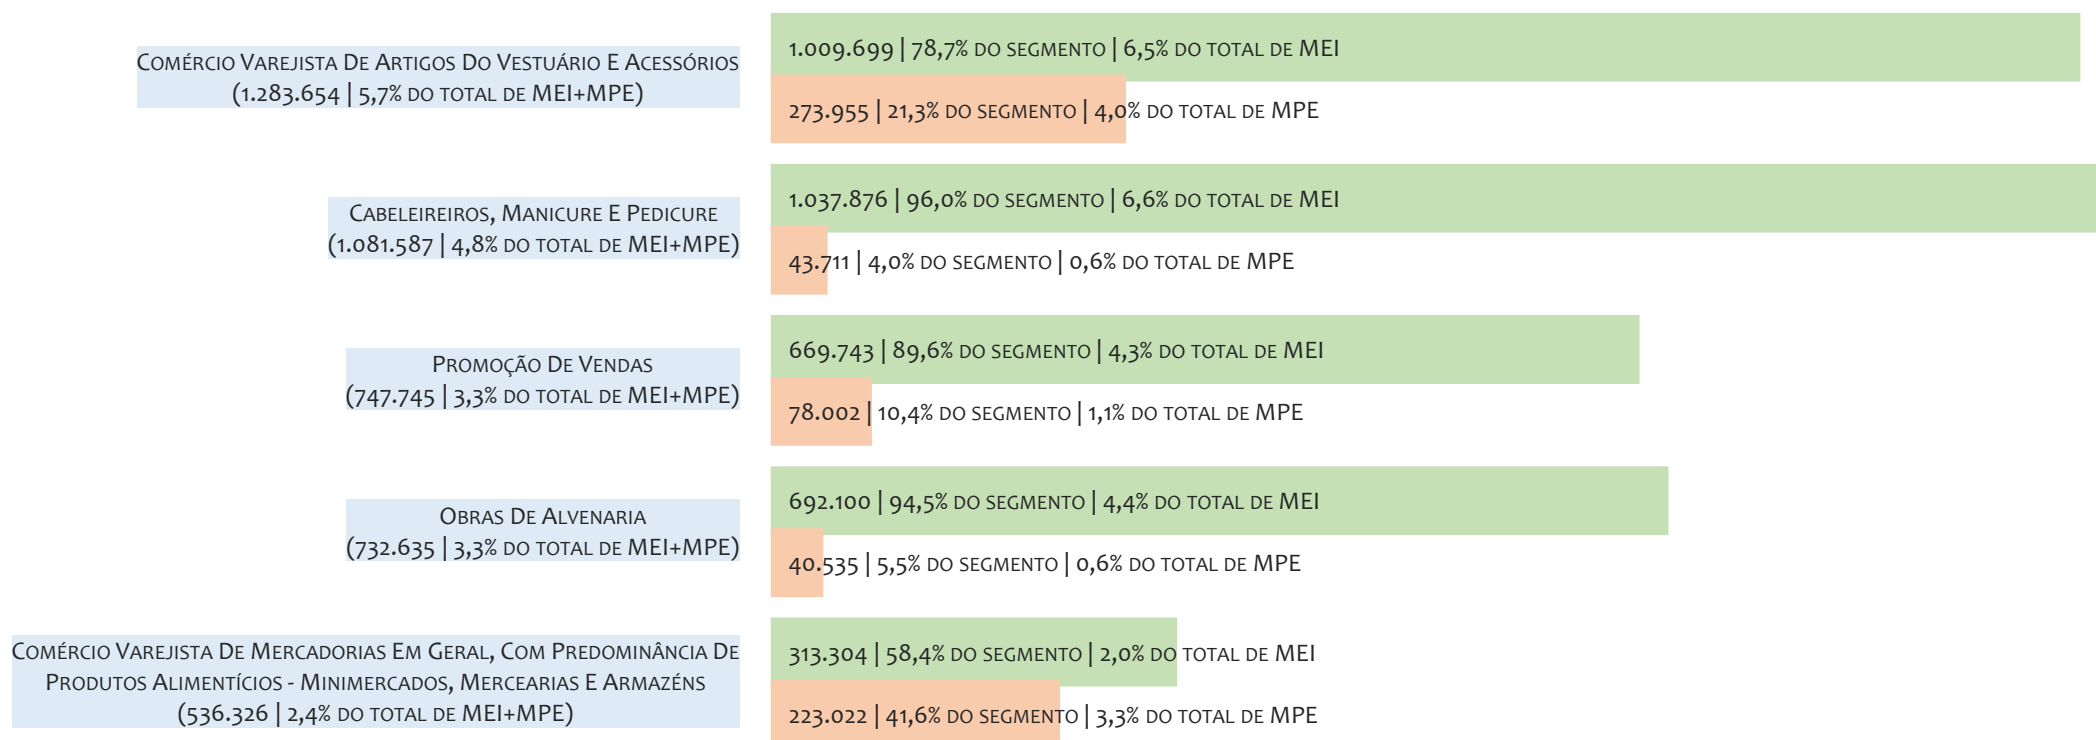 Comércio Varejista De Artigos Do Vestuário E Acessórios
(1.283.654 | 5,7% do total de MEI+MPE)
1.009.699 | 78,7% do segmento | 6,5% do total de MEI
273.955 | 21,3% do segmento | 4,0% do total de MPE
Cabeleireiros, Manicure E Pedicure
(1.081.587 | 4,8% do total de MEI+MPE)
1.037.876 | 96,0% do segmento | 6,6% do total de MEI
43.711 | 4,0% do segmento | 0,6% do total de MPE
Promoção De Vendas
(747.745 | 3,3% do total de MEI+MPE)
669.743 | 89,6% do segmento | 4,3% do total de MEI
78.002 | 10,4% do segmento | 1,1% do total de MPE
Obras De Alvenaria
(732.635 | 3,3% do total de MEI+MPE)
692.100 | 94,5% do segmento | 4,4% do total de MEI
40.535 | 5,5% do segmento | 0,6% do total de MPE
Comércio Varejista De Mercadorias Em Geral, Com Predominância De
Produtos Alimentícios - Minimercados, Mercearias E Armazéns
(536.326 | 2,4% do total de MEI+MPE)
313.304 | 58,4% do segmento | 2,0% do total de MEI
223.022 | 41,6% do segmento | 3,3% do total de MPE